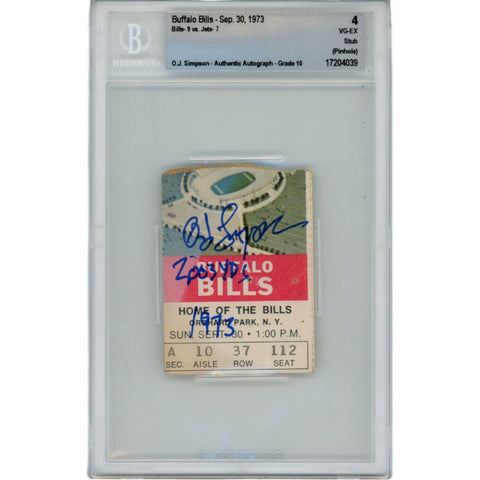 Buffalo Bills - Sep. 30, 1973
Bills- 9 vs. Jets- 7
O.J. Simpson - Authentic Autograph - Grade 10
4
VG-EX
Stub
(Pinhole)
17204039
B
BECKETT
2003 YDS
BUFFALO
BILLS
HOME OF THE BILLS
1973
ORCHARD PARK, N. Y.
SUN. SEPT. 30 • 1:00 P.M.
A 10 37 112
SEC. AISLE ROW SEAT